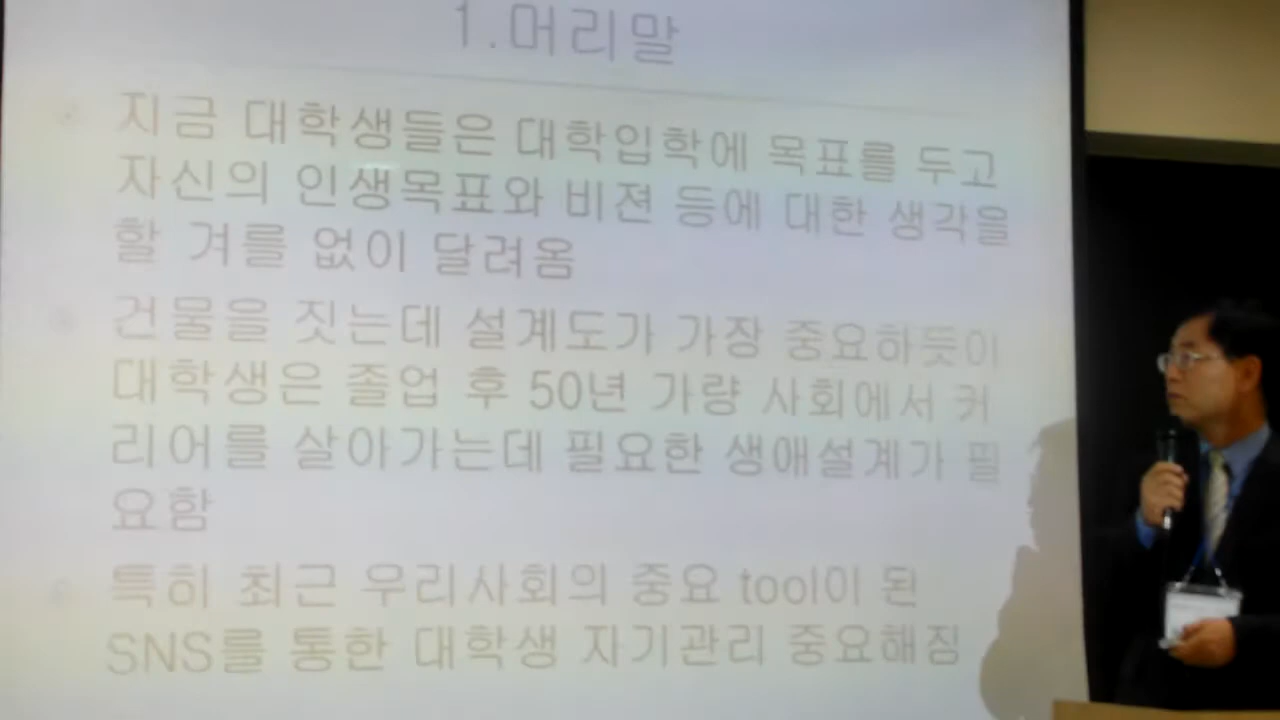 1.머리말
지금 대학생들은 대학입학에 목표를 두고
자신의 인생목표와 비젼 등에 대한 생각을
할 겨를 없이 달려옴
건물을 짓는데 설계도가 가장 중요하듯이
대학생은 졸업 후 50년 가량 사회에서 커
리어를 살아가는데 필요한 생애설계가 필
요함
특히 최근 우리사회의 중요 tool이 된
SNS를 통한 대학생 자기관리 중요해짐